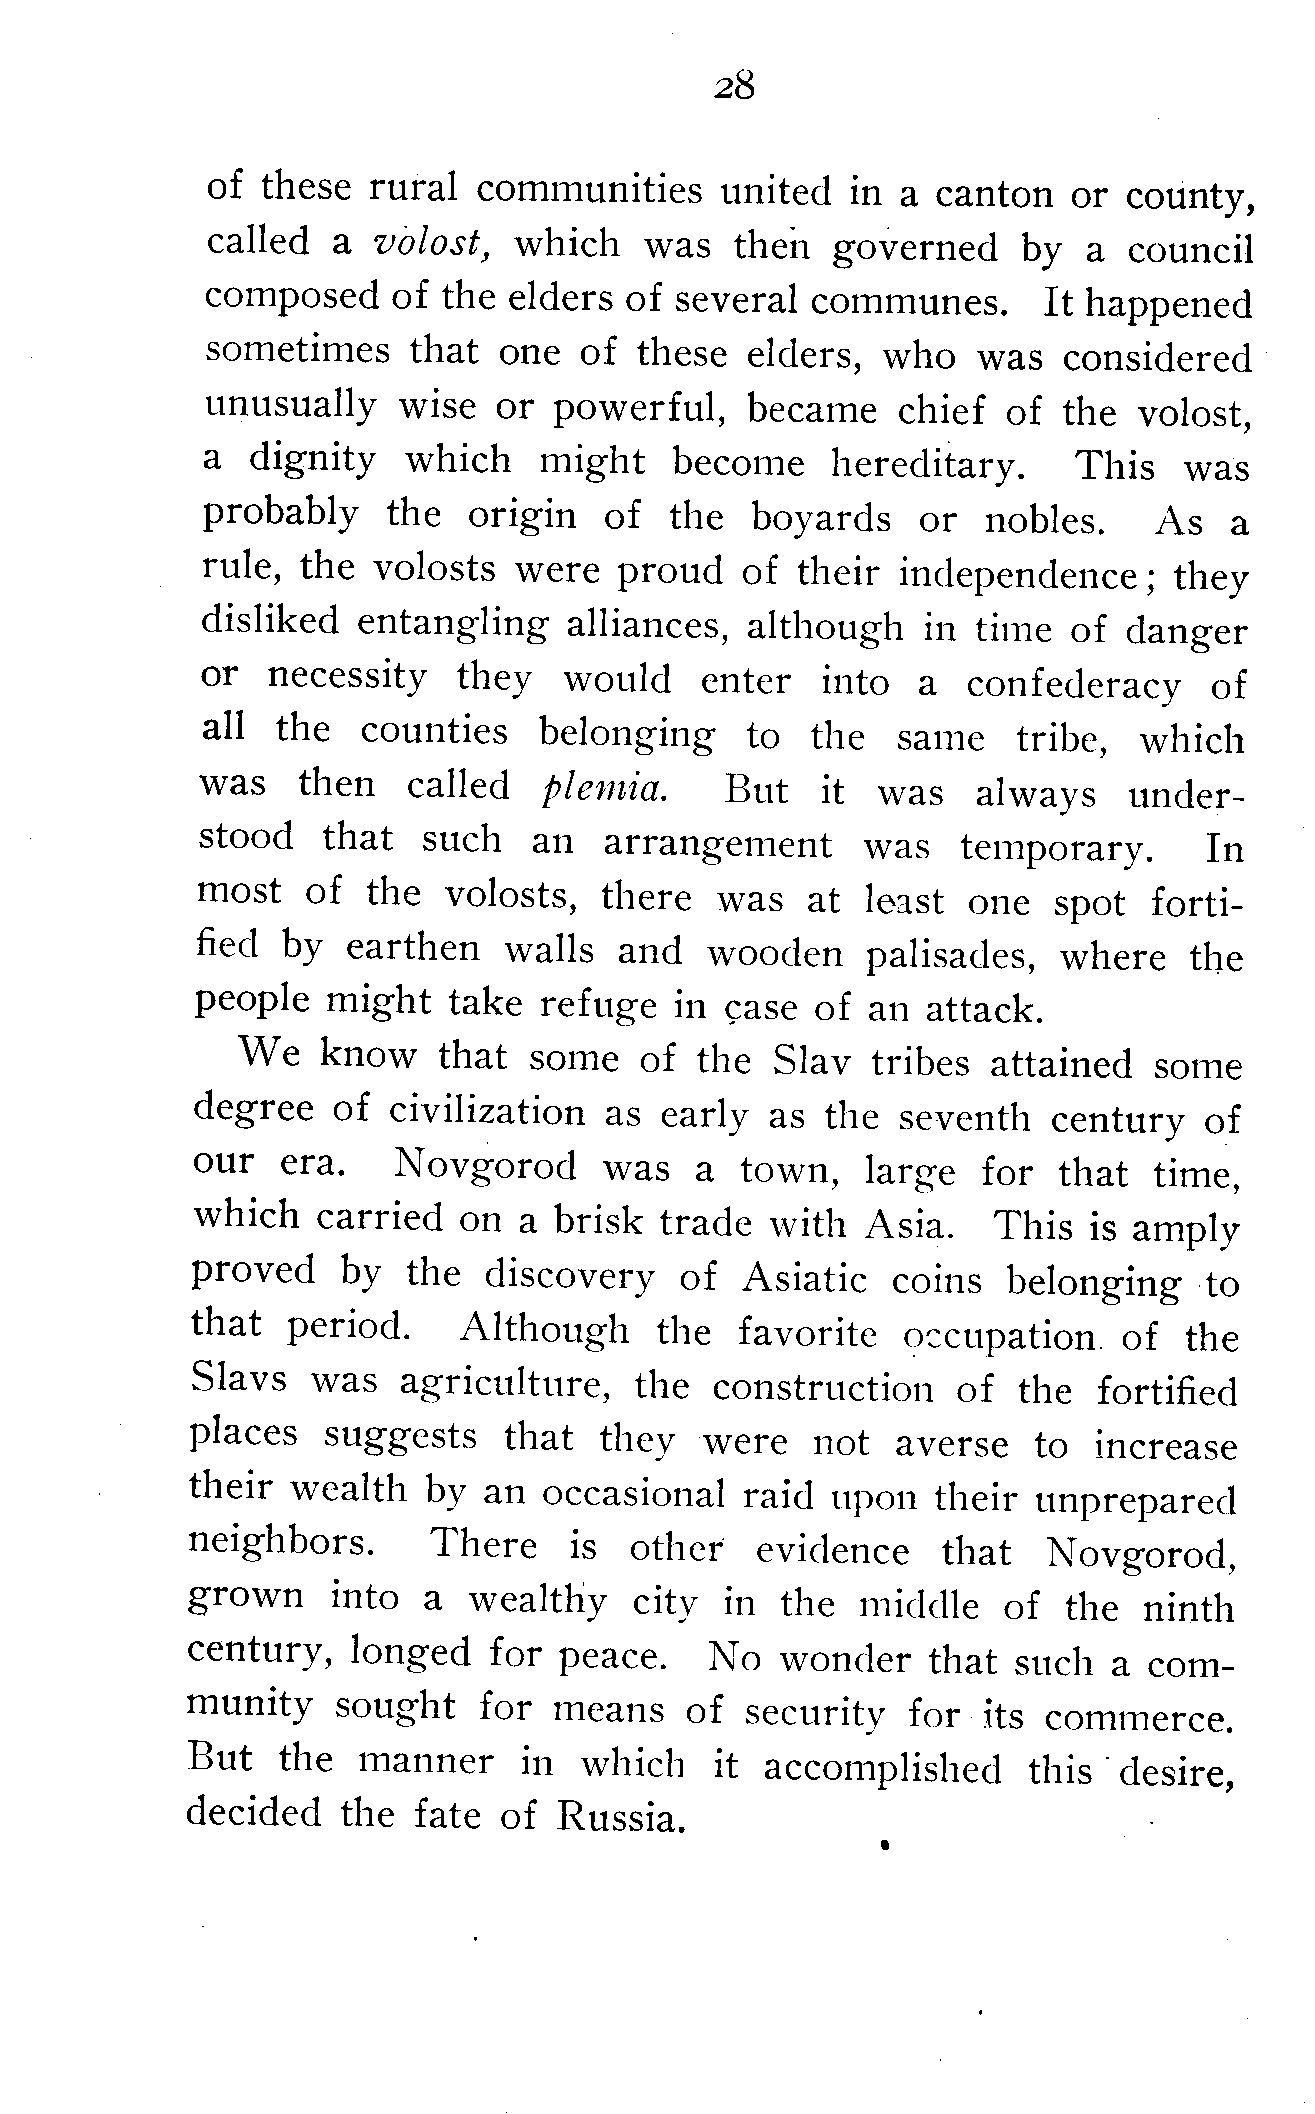 28
of these rural communities united in a canton or county,
called a volost, which was then governed by a council
composed of the elders of several communes. It happened
sometimes that one of these elders, who was considered
unusually wise or powerful, became chief of the volost,
a dignity which might become hereditary. This was
probably the origin of the boyards or nobles. As a
rule, the volosts were proud of their independence; they
disliked entangling alliances, although in time of danger
or necessity they would enter into a confederacy of
all the counties belonging to the same tribe, which
was then called plemia. But it was always under-
stood that such an arrangement was temporary. In
most of the volosts, there was at least one spot forti-
fied by earthen walls and wooden palisades, where the
people might take refuge in case of an attack.
We know that some of the Slav tribes attained some
degree of civilization as early as the seventh century of
our era. Novgorod was a town, large for that time,
which carried on a brisk trade with Asia. This is amply
proved by the discovery of Asiatic coins belonging to
that period. Although the favorite occupation of the
Slavs was agriculture, the construction of the fortified
places suggests that they were not averse to increase
their wealth by an occasional raid upon their unprepared
neighbors. There is other evidence that Novgorod,
grown into a wealthy city in the middle of the ninth
century, longed for peace. No wonder that such a com-
munity sought for means of security for its commerce.
But the manner in which it accomplished this desire,
decided the fate of Russia.